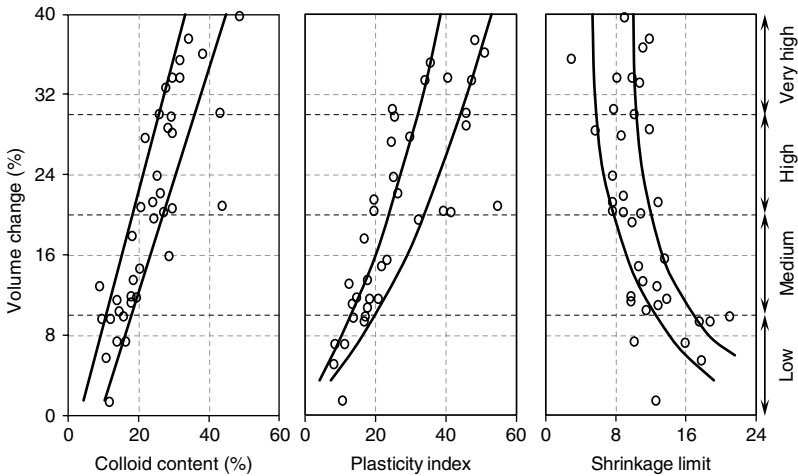 40
32
24
16
8
0
Volume change (%)
0 20 40 60
Colloid content (%)
20 40 60
Plasticity index
0 8 16 24
Shrinkage limit
Very high
High
Medium
Low